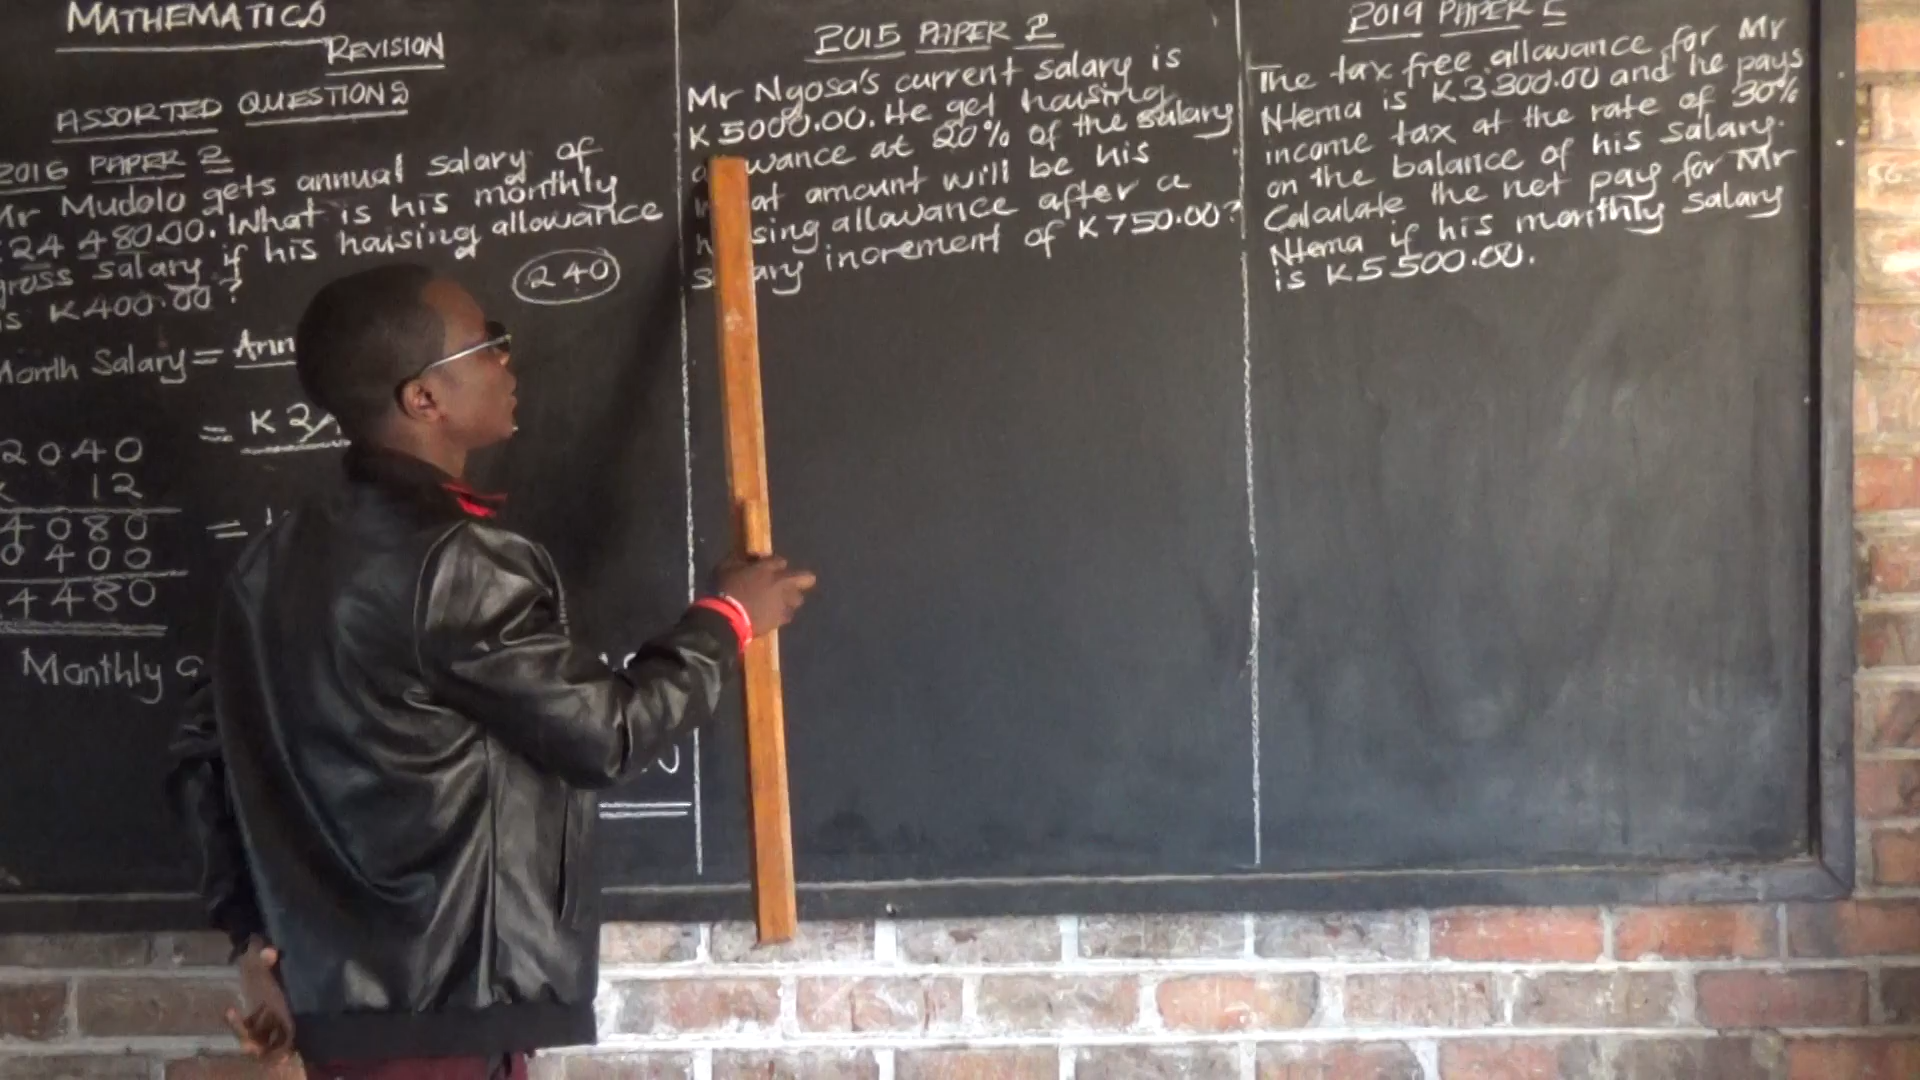 MATHEMATICS
REVISION
ASSORTED QUESTIONS
2016 PAPER 2
Mr Mudolo gets annual salary of
24 480.00. What is his monthly
gross salary if his haising allowance
is K400.00?
240
Month Salary = Ann
= K 2
2040
12
4080
0400
4480
=
Monthly G
2015 PAPER 2
Mr Ngosa's current salary is
K5000.00. He get haising
wance at 20% of the salary
at amount will be his
sing allowance after a
ary increment of K750.00?
2019 PAPER
The tax free allowance for Mr
Ntema is K3300.00 and he pays
income tax at the rate of 30%
on the balance of his salary.
Calculate the net pay for Mr
Ntema if his monthly salary
is K5500.00.